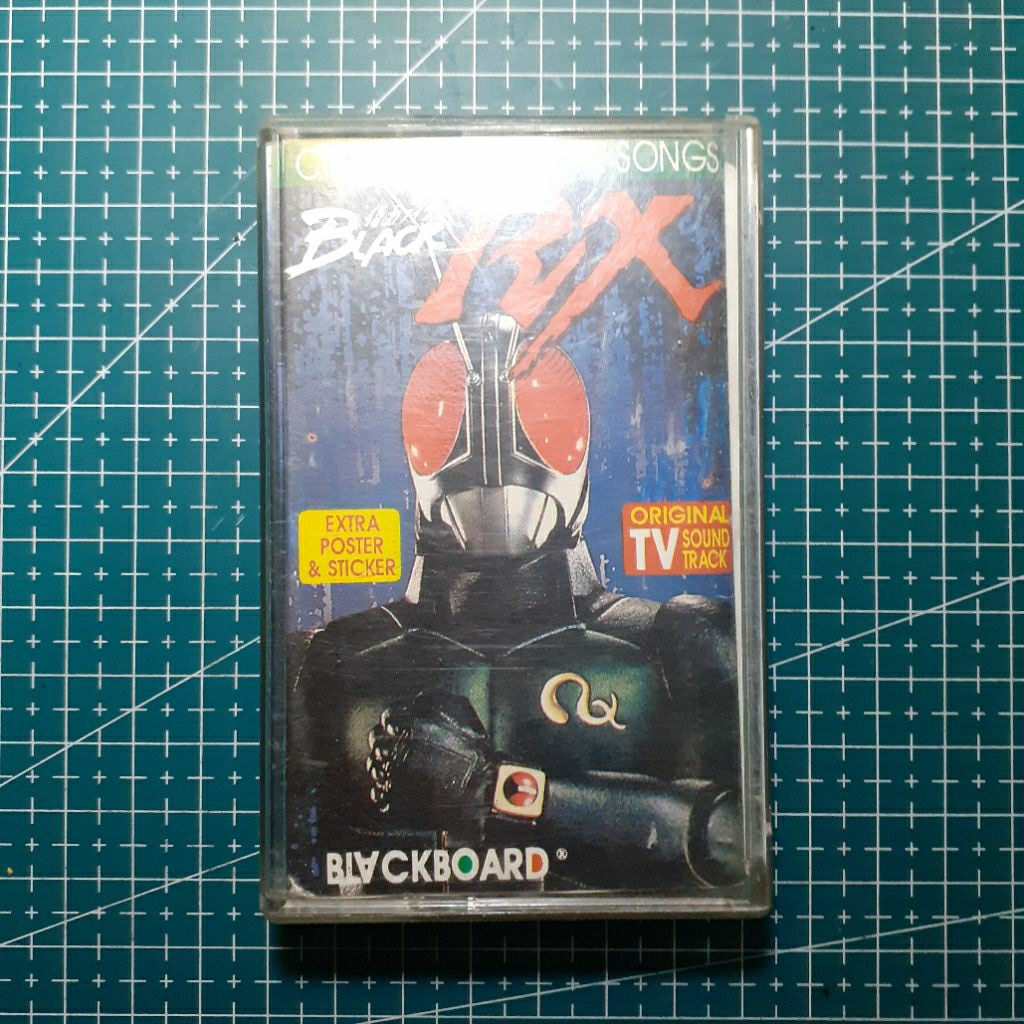 SONGS
BLACK
RX
EXTRA
POSTER
& STICKER
ORIGINAL
TV SOUND
TRACK
BLACKBOARD®